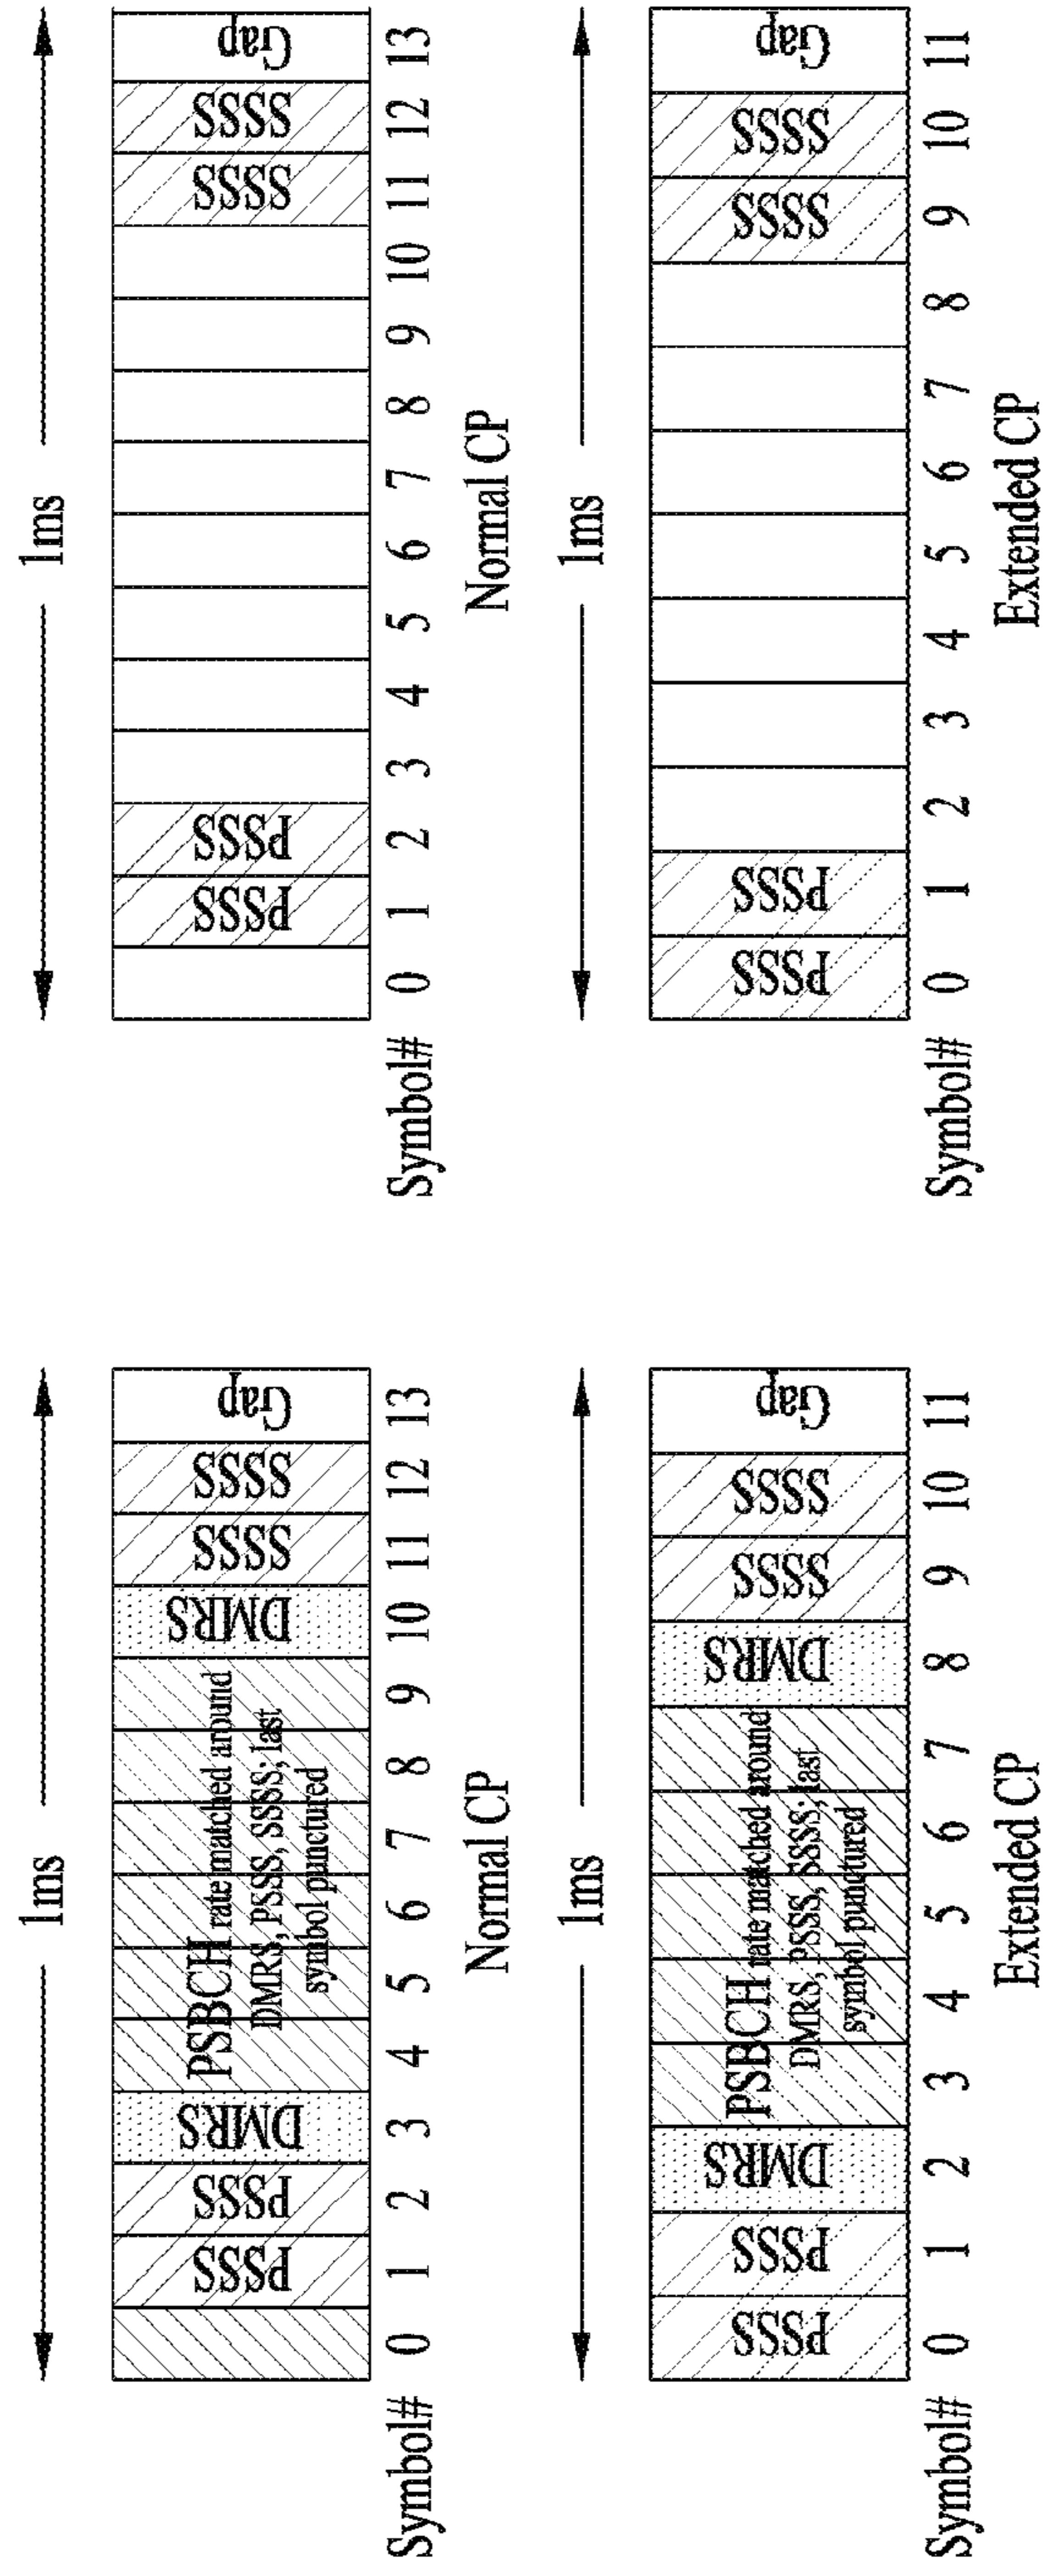 1ms
PSSS PSSS DMRS PSBCH rate matched around DMRS SSSS SSSS Gap
DMRS, PSSS, SSSS; last
symbol punctured
Symbol# 0 1 2 3 4 5 6 7 8 9 10 11 12 13
Normal CP
1ms
PSSS PSSS DMRS PSBCH rate matched around DMRS SSSS SSSS Gap
DMRS, PSSS, SSSS; last
symbol punctured
Symbol# 0 1 2 3 4 5 6 7 8 9 10 11
Extended CP
1ms
PSSS PSSS SSSS SSSS Gap
Symbol# 0 1 2 3 4 5 6 7 8 9 10 11 12 13
Normal CP
1ms
PSSS PSSS SSSS SSSS Gap
Symbol# 0 1 2 3 4 5 6 7 8 9 10 11
Extended CP